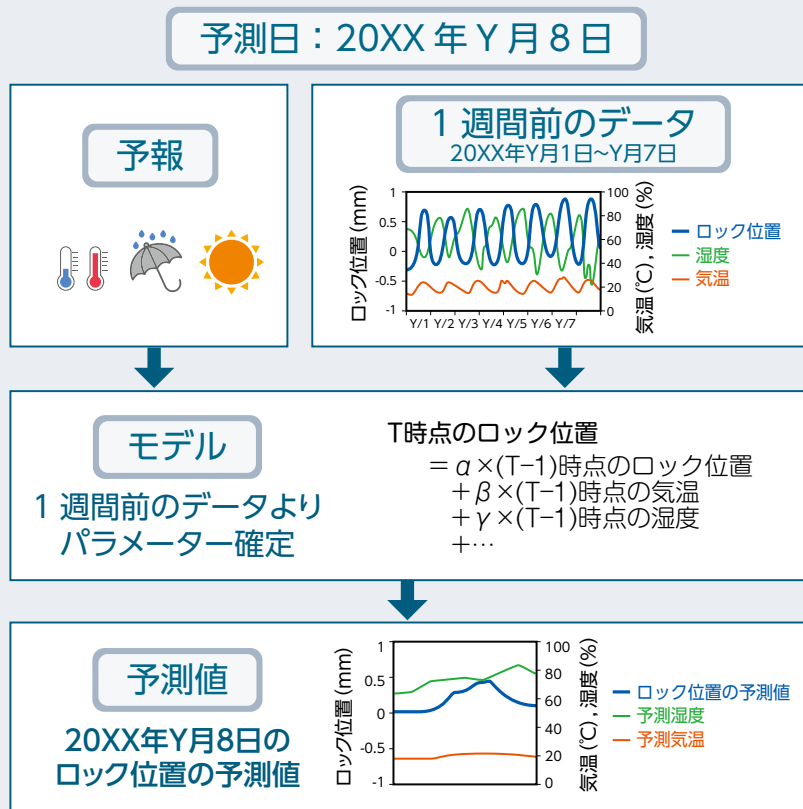 予測日：20XX 年 Y 月 8 日
予報
1 週間前のデータ
20XX年Y月1日~Y月7日
ロック位置 (mm)
1
0.5
0
-0.5
-1
Y/1 Y/2 Y/3 Y/4 Y/5 Y/6 Y/7
100
80
60
40
20
0
気温 (℃) , 湿度 (%)
ロック位置
湿度
気温
モデル
1 週間前のデータより
パラメーター確定
T時点のロック位置
＝α×(T−1)時点のロック位置
＋β×(T−1)時点の気温
＋γ×(T−1)時点の湿度
＋…
予測値
20XX年Y月8日の
ロック位置の予測値
ロック位置 (mm)
1
0.5
0
-0.5
-1
100
80
60
40
20
0
気温 (℃) , 湿度 (%)
ロック位置の予測値
予測湿度
予測気温